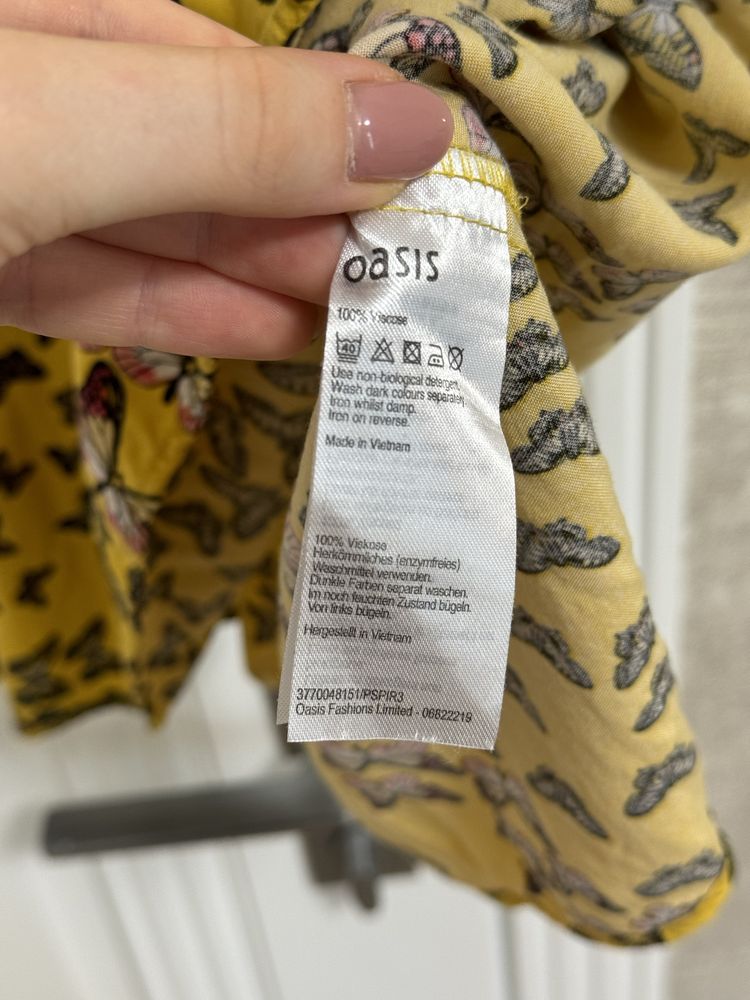 oasis
100% Viscose
40
Use non-biological detergent.
Wash dark colours separately.
Iron whilst damp.
Iron on reverse.
Made in Vietnam
100% Viskose
Herkömmliches (enzymfreies)
Waschmittel verwenden.
Dunkle Farben separat waschen.
Im noch feuchten Zustand bügeln.
Von links bügeln.
Hergestellt in Vietnam
3770048151/PSPIR3
Oasis Fashions Limited - 06822219